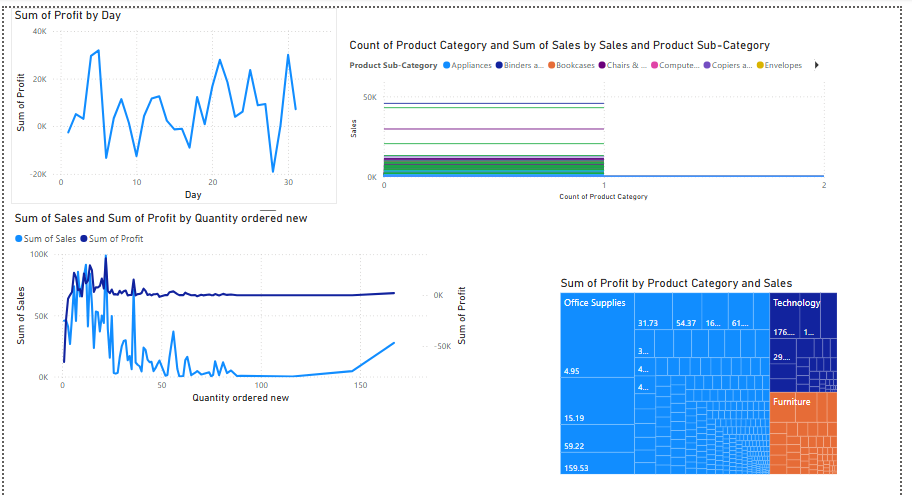 Sum of Profit by Day
40K
20K
0K
-20K
Sum of Profit
0 10 20 30
Day
Count of Product Category and Sum of Sales by Sales and Product Sub-Category
Product Sub-Category Appliances Binders a... Bookcases Chairs & ... Compute... Copiers a... Envelopes
50K
0K
Sales
0 1 2
Count of Product Category
Sum of Sales and Sum of Profit by Quantity ordered new
Sum of Sales Sum of Profit
100K
50K
0K
Sum of Sales
0K
-50K
Sum of Profit
0 50 100 150
Quantity ordered new
Sum of Profit by Product Category and Sales
Office Supplies
31.73 54.37 16... 61....
3...
4.95
4...
4...
15.19
59.22
159.53
Technology
176.... 1...
29....
Furniture